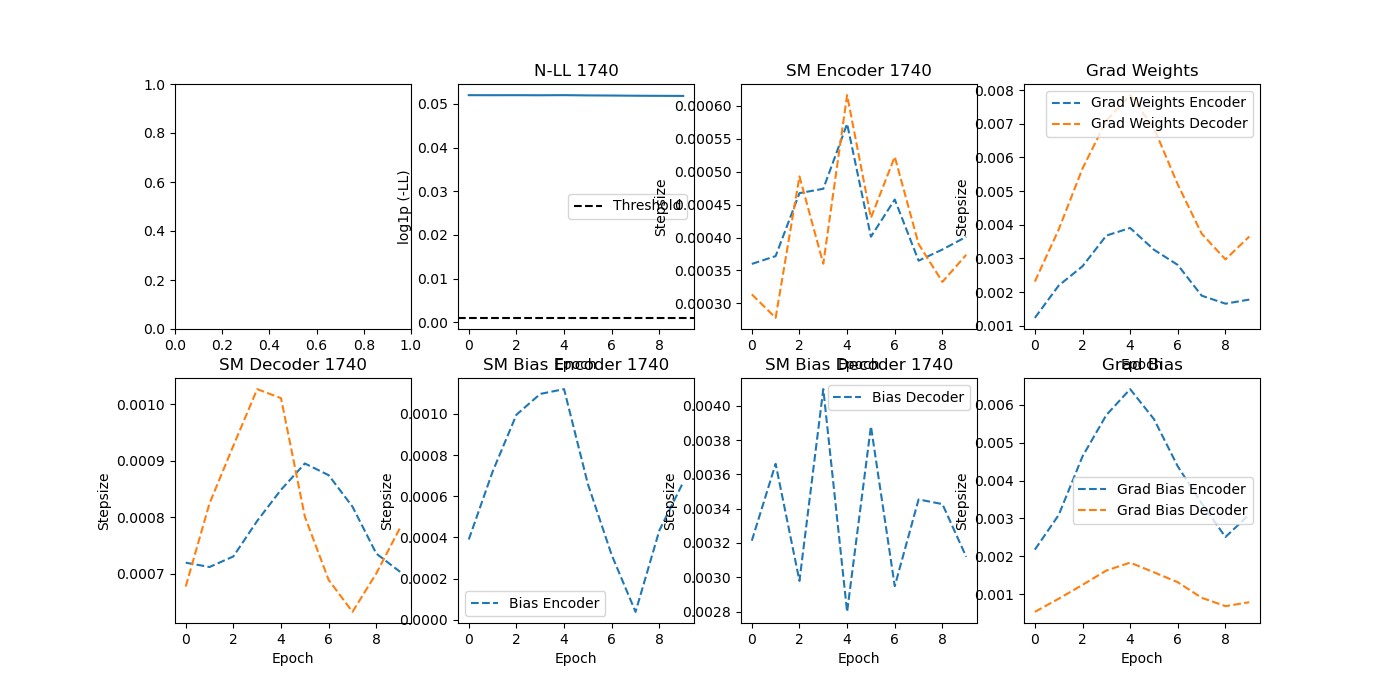 N-LL 1740
SM Encoder 1740
Grad Weights
1.0
0.8
0.6
0.4
0.2
0.0
0.0 0.2 0.4 0.6 0.8 1.0
log1p (-LL)
0.05
0.04
0.03
0.02
0.01
0.00
Threshold
0 2 4 6 8
Epoch
Stepsize
0.00060
0.00055
0.00050
0.00045
0.00040
0.00035
0.00030
0 2 4 6 8
Epoch
Stepsize
0.008
0.007
0.006
0.005
0.004
0.003
0.002
0.001
Grad Weights Encoder
Grad Weights Decoder
0 2 4 6 8
Epoch
SM Decoder 1740
SM Bias Encoder 1740
SM Bias Decoder 1740
Grad Bias
Stepsize
0.0010
0.0009
0.0008
0.0007
0 2 4 6 8
Epoch
Stepsize
0.0010
0.0008
0.0006
0.0004
0.0002
0.0000
Bias Encoder
0 2 4 6 8
Epoch
Stepsize
0.0040
0.0038
0.0036
0.0034
0.0032
0.0030
0.0028
Bias Decoder
0 2 4 6 8
Epoch
Stepsize
0.006
0.005
0.004
0.003
0.002
0.001
Grad Bias Encoder
Grad Bias Decoder
0 2 4 6 8
Epoch